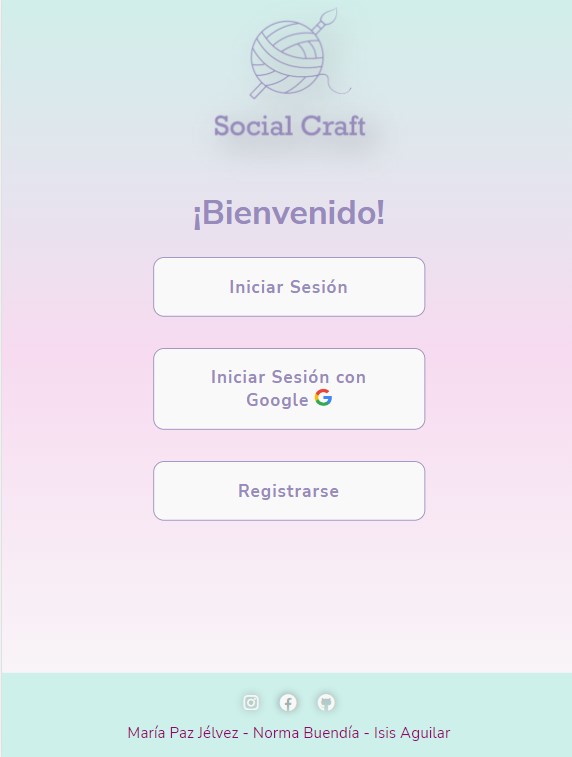 Social Craft
¡Bienvenido!
Iniciar Sesión
Iniciar Sesión con
Google
Registrarse
María Paz Jélvez - Norma Buendía - Isis Aguilar